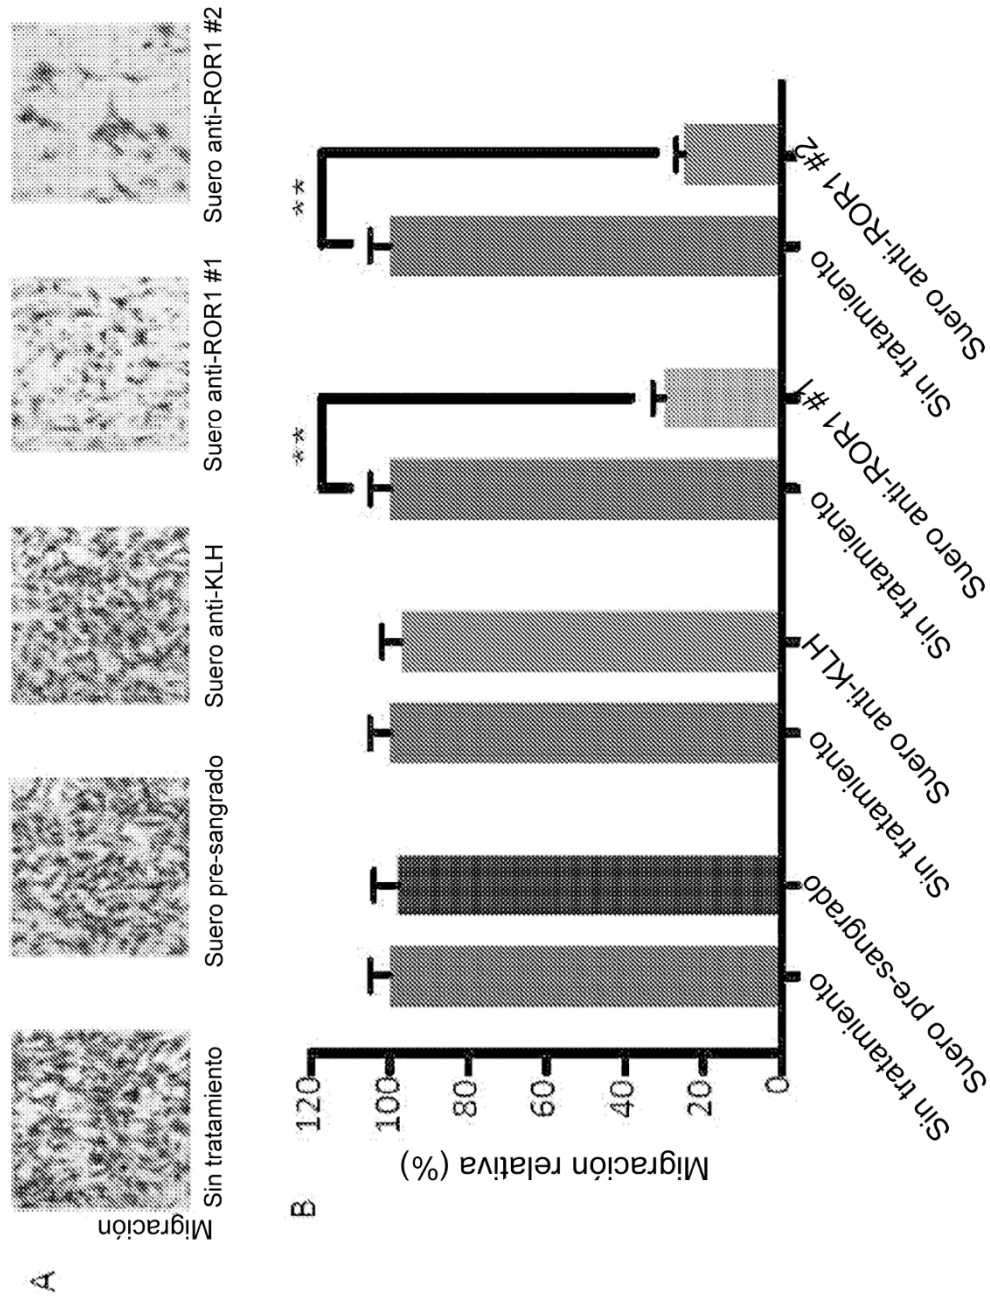 A
Migración
Sin tratamiento
Suero pre-sangrado
Suero anti-KLH
Suero anti-ROR1 #1
Suero anti-ROR1 #2
B
Migración relativa (%)
120
100
80
60
40
20
0
**
**
Sin tratamiento
Suero pre-sangrado
Sin tratamiento
Suero anti-KLH
Sin tratamiento
Suero anti-ROR1 #1
Sin tratamiento
Suero anti-ROR1 #2